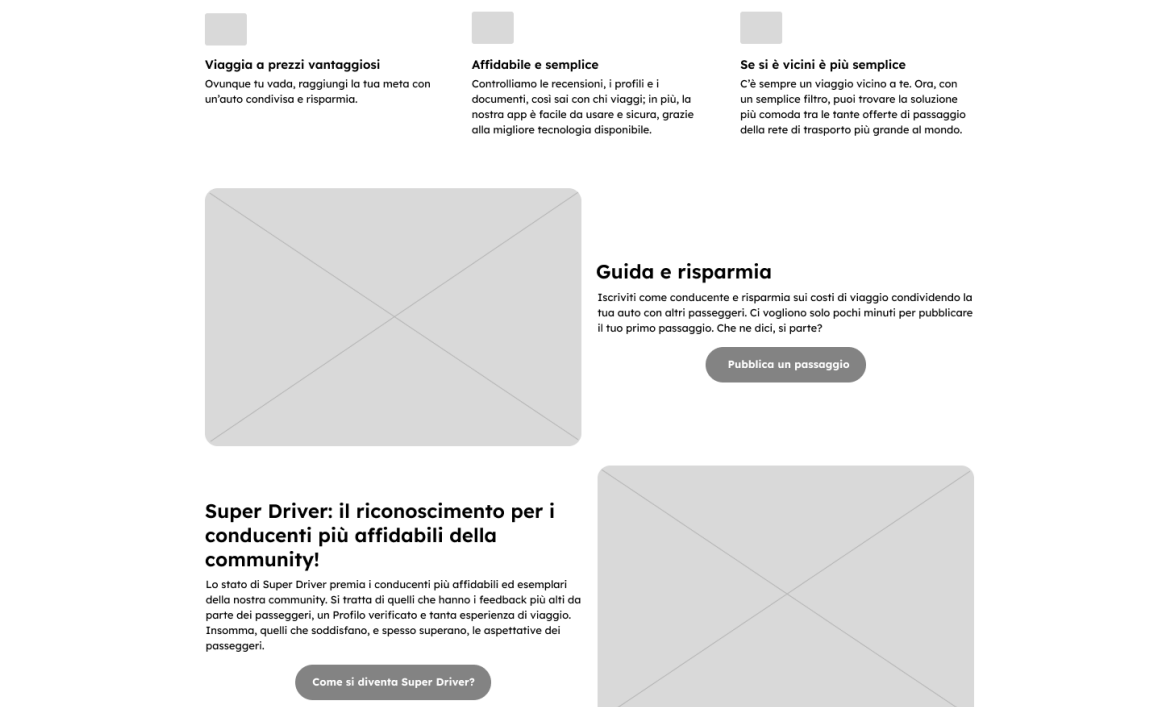 Viaggia a prezzi vantaggiosi
Ovunque tu vada, raggiungi la tua meta con
un'auto condivisa e risparmia.
Affidabile e semplice
Controlliamo le recensioni, i profili e i
documenti, così sai con chi viaggi; in più, la
nostra app è facile da usare e sicura, grazie
alla migliore tecnologia disponibile.
Se si è vicini è più semplice
C'è sempre un viaggio vicino a te. Ora, con
un semplice filtro, puoi trovare la soluzione
più comoda tra le tante offerte di passaggio
della rete di trasporto più grande al mondo.
Guida e risparmia
Iscriviti come conducente e risparmia sui costi di viaggio condividendo la
tua auto con altri passeggeri. Ci vogliono solo pochi minuti per pubblicare
il tuo primo passaggio. Che ne dici, si parte?
Pubblica un passaggio
Super Driver: il riconoscimento per i
conducenti più affidabili della
community!
Lo stato di Super Driver premia i conducenti più affidabili ed esemplari
della nostra community. Si tratta di quelli che hanno i feedback più alti da
parte dei passeggeri, un Profilo verificato e tanta esperienza di viaggio.
Insomma, quelli che soddisfano, e spesso superano, le aspettative dei
passeggeri.
Come si diventa Super Driver?